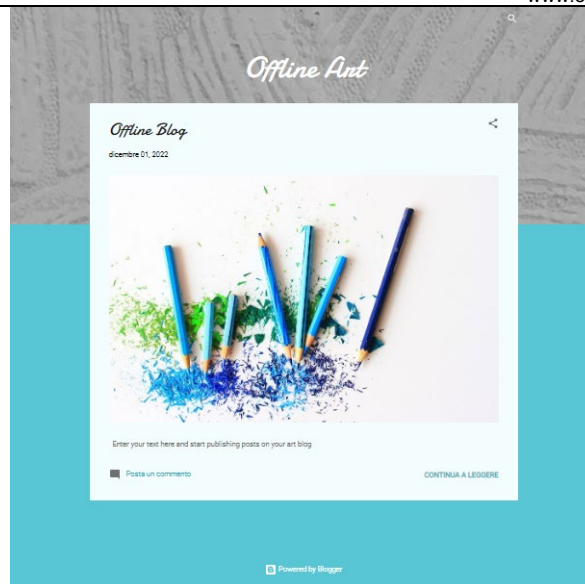 Offline Art
Offline Blog
dicembre 01, 2022
Enter your text here and start publishing posts on your art blog
Posta un commento CONTINUA A LEGGERE
Powered by Blogger